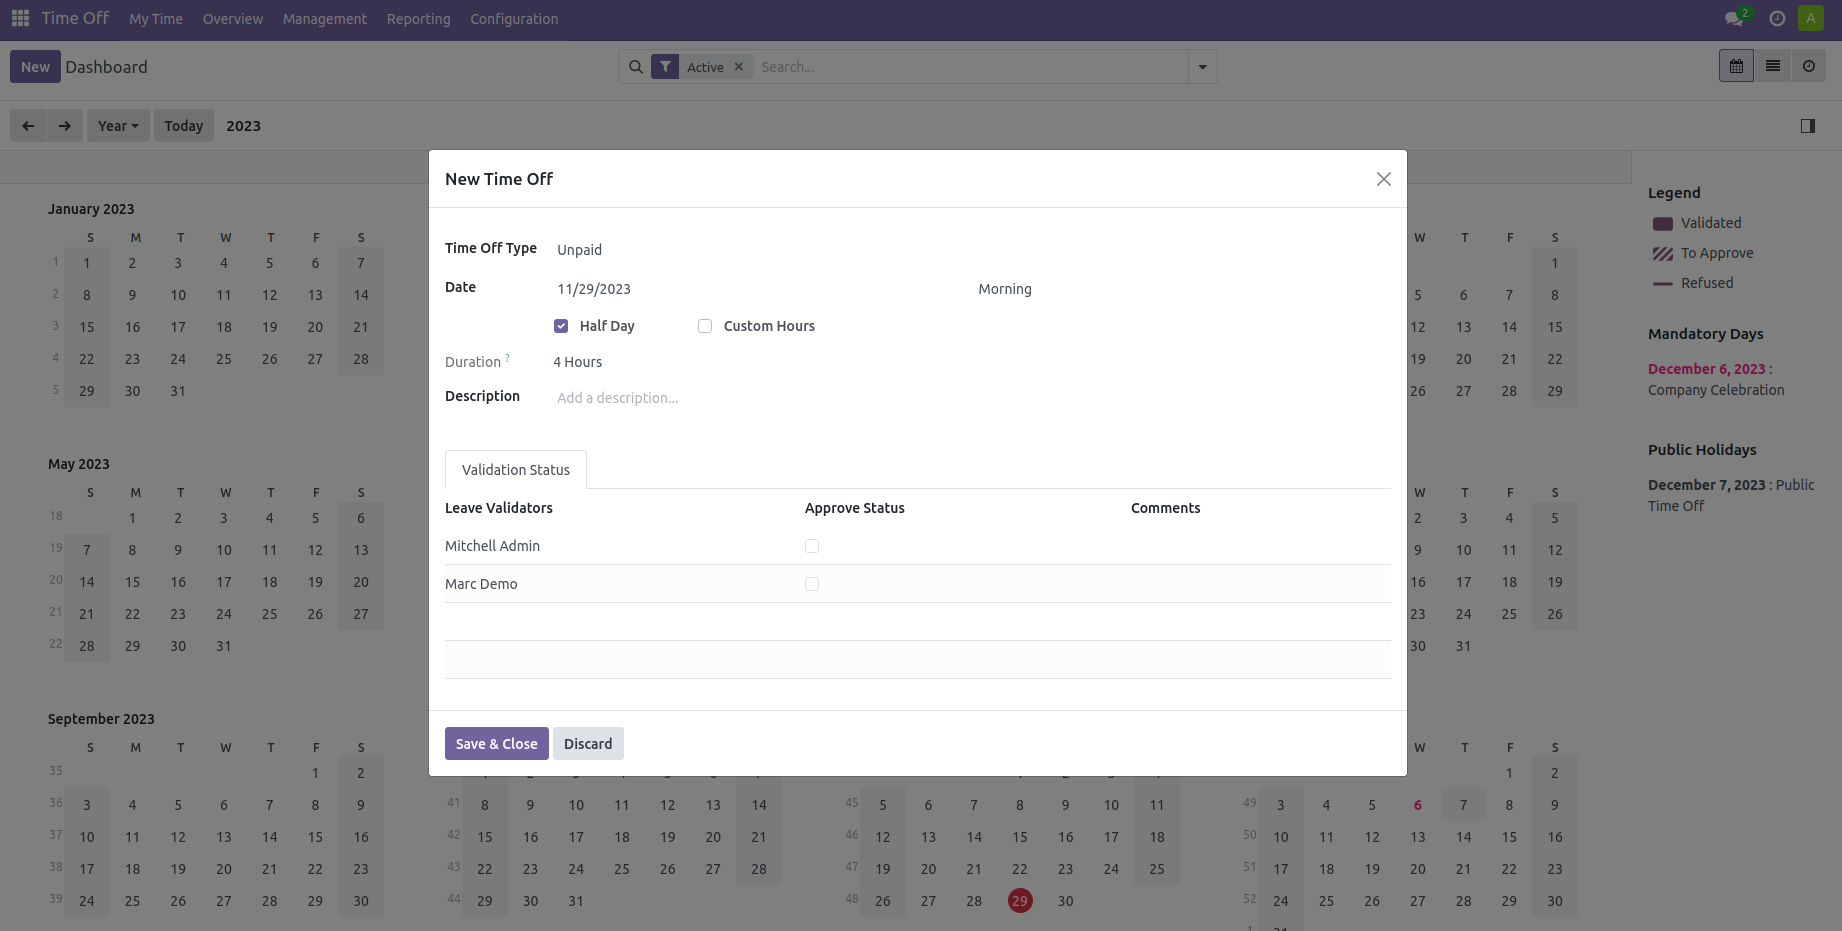 Time Off My Time Overview Management Reporting Configuration 2 A
New Dashboard Active Search...
Year Today 2023
New Time Off
Time Off Type Unpaid
Date 11/29/2023 Morning
Half Day Custom Hours
Duration ? 4 Hours
Description Add a description...
Validation Status
Leave Validators Approve Status Comments
Mitchell Admin
Marc Demo
Save & Close Discard
January 2023
S M T W T F S
1 1 2 3 4 5 6 7
2 8 9 10 11 12 13 14
3 15 16 17 18 19 20 21
4 22 23 24 25 26 27 28
5 29 30 31
W T F S
1
5 6 7 8
12 13 14 15
19 20 21 22
26 27 28 29
May 2023
S M T W T F S
18 1 2 3 4 5 6
19 7 8 9 10 11 12 13
20 14 15 16 17 18 19 20
21 21 22 23 24 25 26 27
22 28 29 30 31
W T F S
2 3 4 5
9 10 11 12
16 17 18 19
23 24 25 26
30 31
September 2023
S M T W T F S
35 1 2
36 3 4 5 6 7 8 9
37 10 11 12 13 14 15 16
38 17 18 19 20 21 22 23
39 24 25 26 27 28 29 30
41 8 9 10 11 12 13 14
42 15 16 17 18 19 20 21
43 22 23 24 25 26 27 28
44 29 30 31
45 5 6 7 8 9 10 11
46 12 13 14 15 16 17 18
47 19 20 21 22 23 24 25
48 26 27 28 29 30
W T F S
1 2
49 3 4 5 6 7 8 9
50 10 11 12 13 14 15 16
51 17 18 19 20 21 22 23
52 24 25 26 27 28 29 30
Legend
Validated
To Approve
Refused
Mandatory Days
December 6, 2023 :
Company Celebration
Public Holidays
December 7, 2023 : Public
Time Off